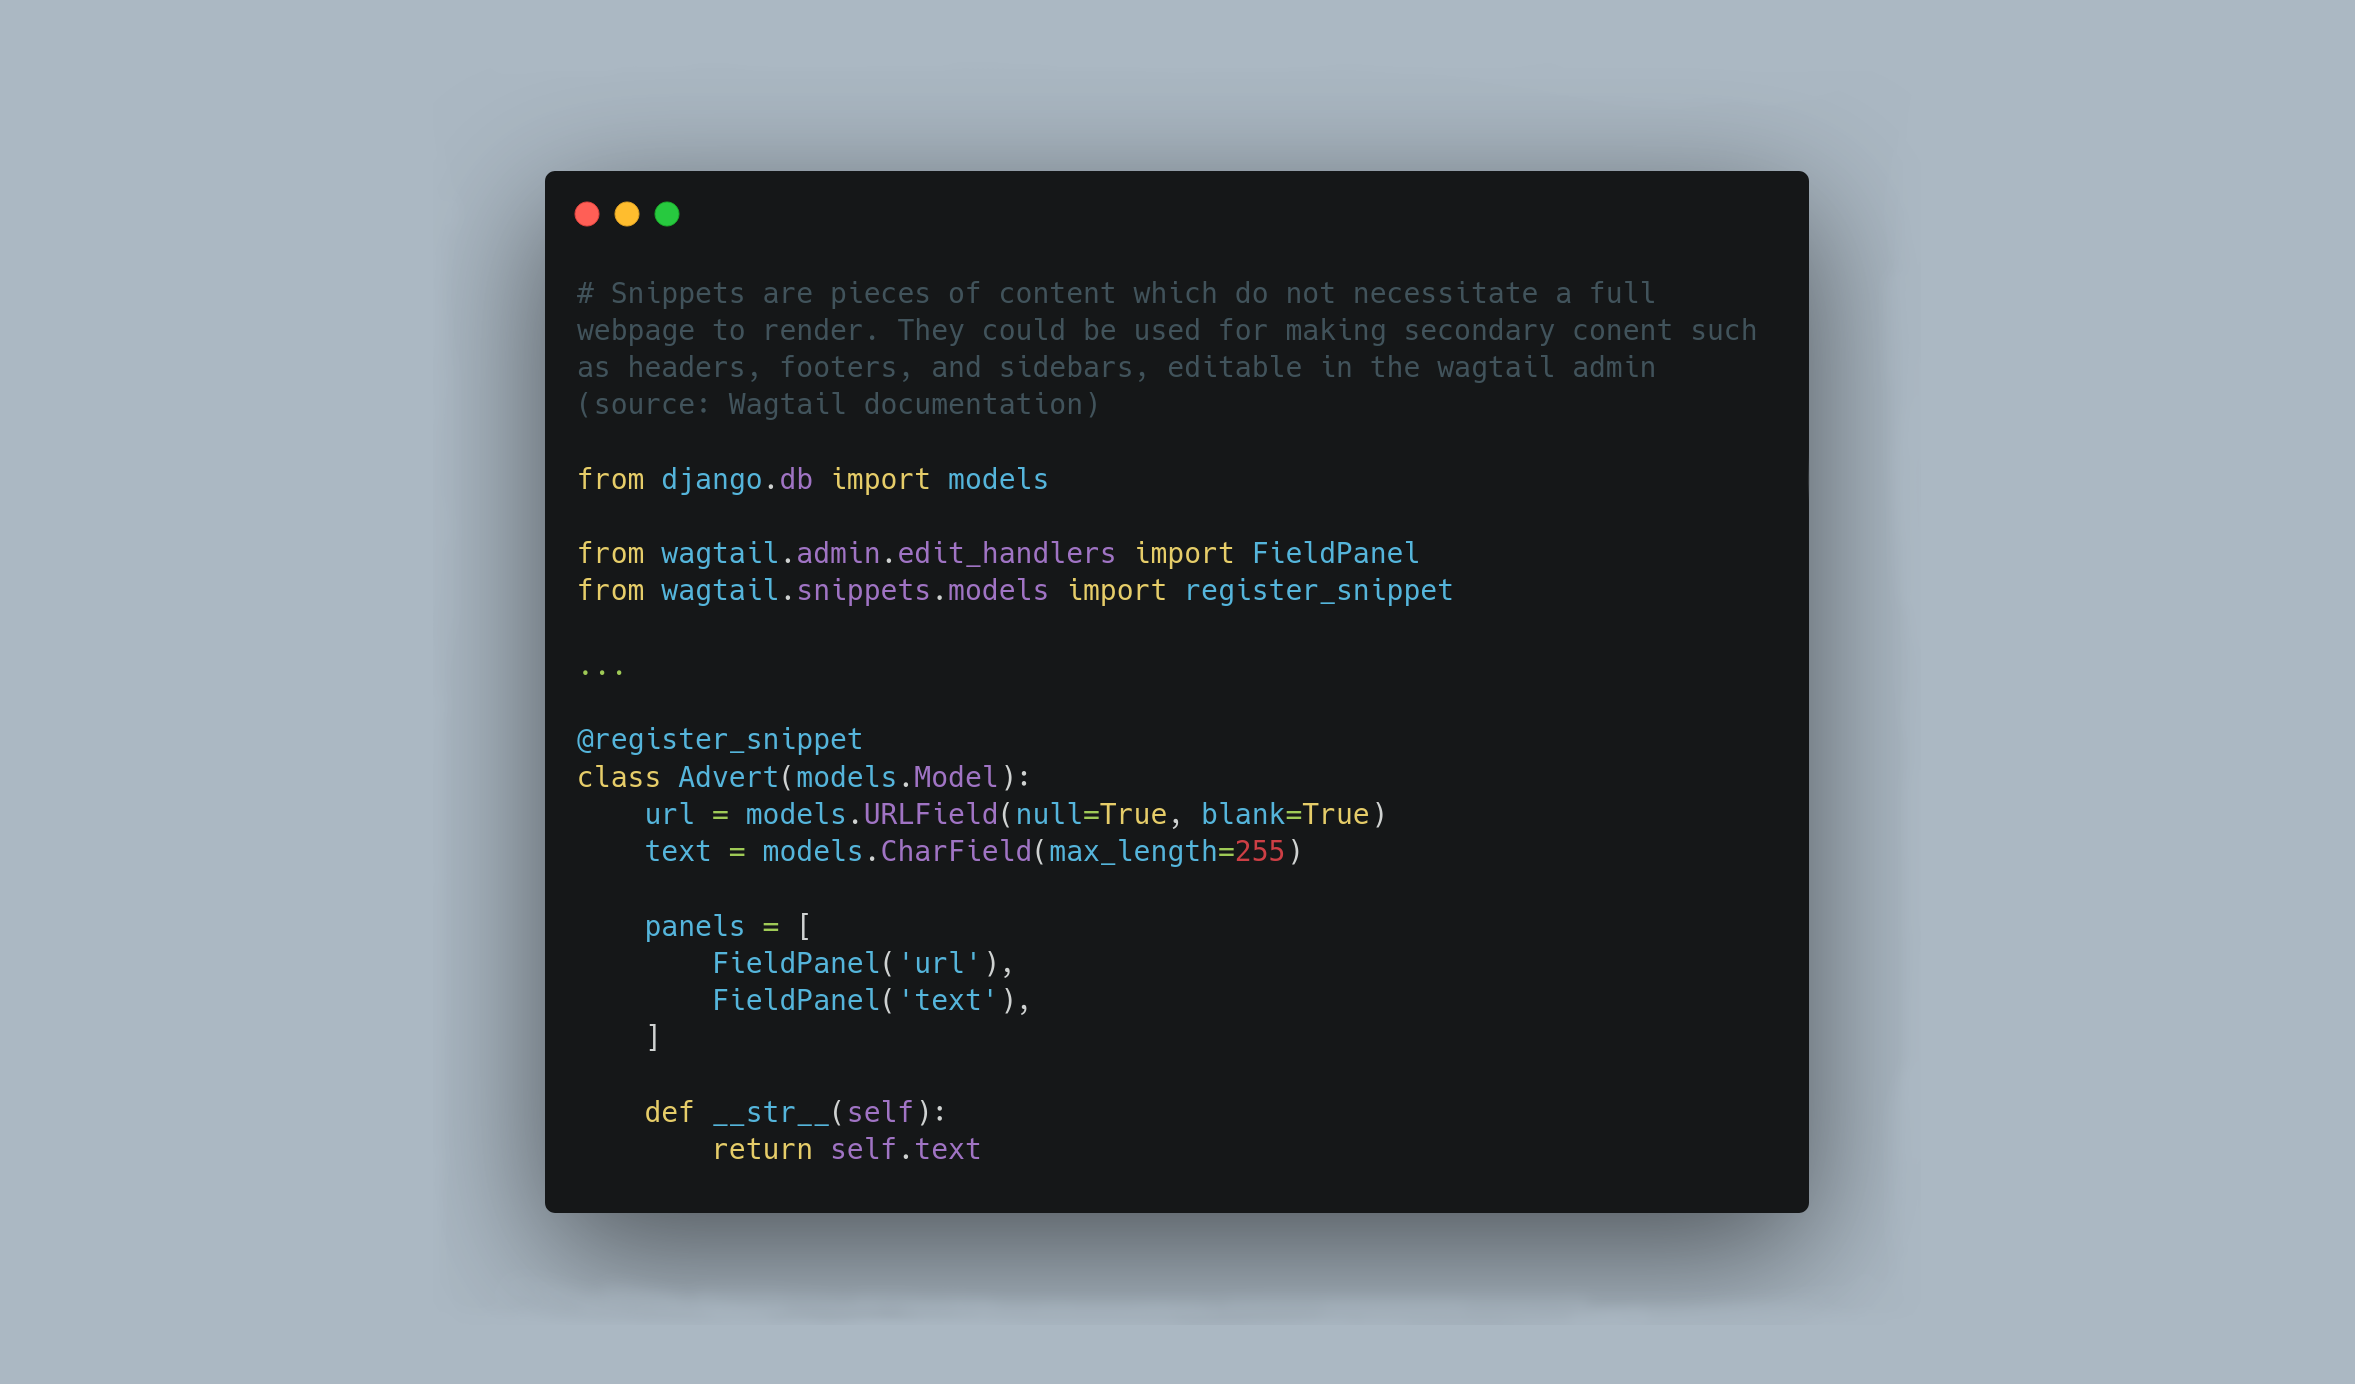 # Snippets are pieces of content which do not necessitate a full
webpage to render. They could be used for making secondary conent such
as headers, footers, and sidebars, editable in the wagtail admin
(source: Wagtail documentation)

from django.db import models

from wagtail.admin.edit_handlers import FieldPanel
from wagtail.snippets.models import register_snippet

...

@register_snippet
class Advert(models.Model):
    url = models.URLField(null=True, blank=True)
    text = models.CharField(max_length=255)

    panels = [
        FieldPanel('url'),
        FieldPanel('text'),
    ]

    def __str__(self):
        return self.text